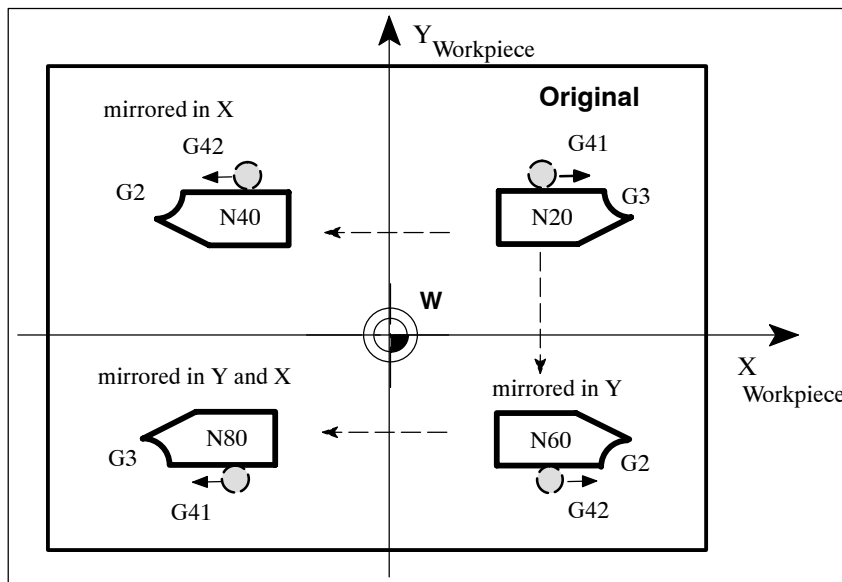 Y Workpiece
Original
mirrored in X
G42
G41
G2
G3
N40
N20
W
X Workpiece
mirrored in Y and X
mirrored in Y
N80
N60
G3
G2
G41
G42